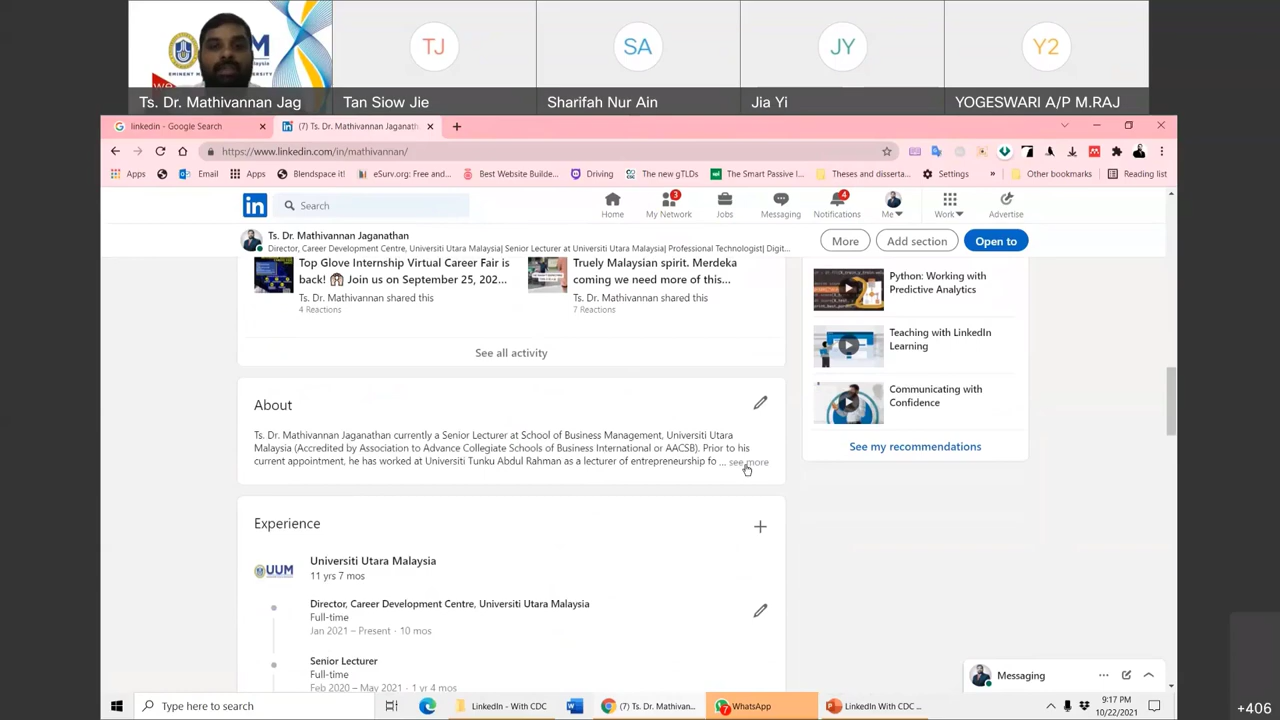 UUM
EMINENT M
RSITY
we
TJ
SA
JY
Y2
Ts. Dr. Mathivannan Jag
Tan Siow Jie
Sharifah Nur Ain
Jia Yi
YOGESWARI A/P M.RAJ
linkedin - Google Search
(7) Ts. Dr. Mathivannan Jaganath
https://www.linkedin.com/in/mathivannan/
Apps
Email
Apps
Blendspace it!
eSurv.org: Free and...
Best Website Builde...
Driving
The new gTLDs
The Smart Passive I...
Theses and disserta...
Settings
Other bookmarks
Reading list
Search
Home
3
My Network
Jobs
Messaging
4
Notifications
Me
Work
Advertise
Ts. Dr. Mathivannan Jaganathan
Director, Career Development Centre, Universiti Utara Malaysia| Senior Lecturer at Universiti Utara Malaysia| Professional Technologist| Digit...
More
Add section
Open to
Top Glove Internship Virtual Career Fair is
back! Join us on September 25, 202...
Ts. Dr. Mathivannan shared this
4 Reactions
Truely Malaysian spirit. Merdeka
coming we need more of this...
Ts. Dr. Mathivannan shared this
7 Reactions
See all activity
Python: Working with
Predictive Analytics
Teaching with LinkedIn
Learning
Communicating with
Confidence
See my recommendations
About
Ts. Dr. Mathivannan Jaganathan currently a Senior Lecturer at School of Business Management, Universiti Utara
Malaysia (Accredited by Association to Advance Collegiate Schools of Business International or AACSB). Prior to his
current appointment, he has worked at Universiti Tunku Abdul Rahman as a lecturer of entrepreneurship fo ... see more
Experience
UUM
Universiti Utara Malaysia
11 yrs 7 mos
Director, Career Development Centre, Universiti Utara Malaysia
Full-time
Jan 2021 – Present · 10 mos
Senior Lecturer
Full-time
Feb 2020 – May 2021 · 1 yr 4 mos
Messaging
Type here to search
LinkedIn - With CDC
(7) Ts. Dr. Mathivan...
7
WhatsApp
LinkedIn With CDC ...
9:17 PM
10/22/2021
+406